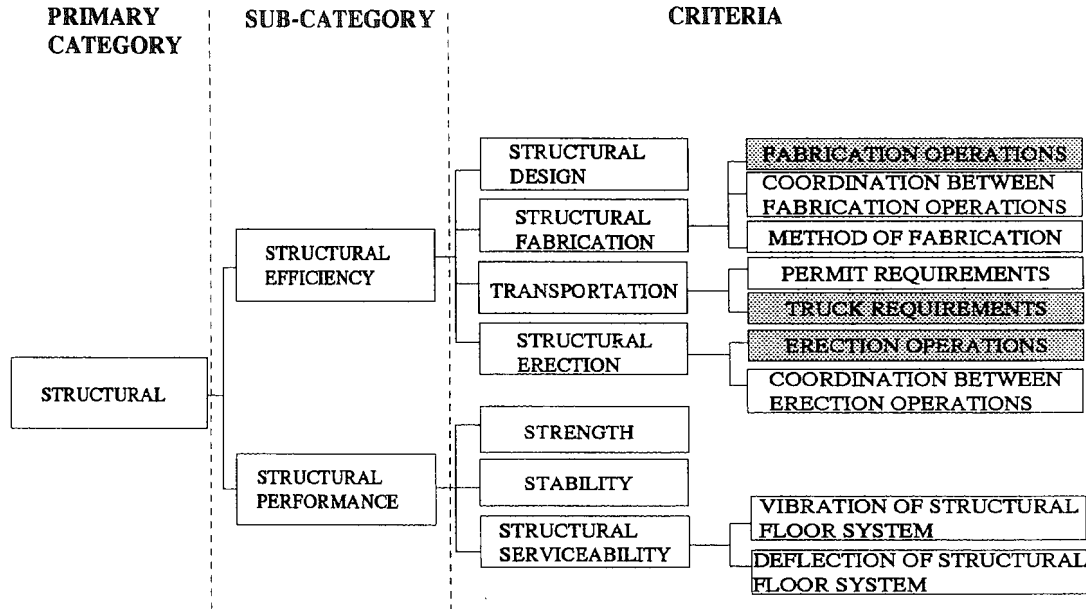 PRIMARY
CATEGORY
SUB-CATEGORY
CRITERIA
STRUCTURAL
STRUCTURAL
EFFICIENCY
STRUCTURAL
PERFORMANCE
STRUCTURAL
DESIGN
STRUCTURAL
FABRICATION
TRANSPORTATION
STRUCTURAL
ERECTION
STRENGTH
STABILITY
STRUCTURAL
SERVICEABILITY
FABRICATION OPERATIONS
COORDINATION BETWEEN
FABRICATION OPERATIONS
METHOD OF FABRICATION
PERMIT REQUIREMENTS
TRUCK REQUIREMENTS
ERECTION OPERATIONS
COORDINATION BETWEEN
ERECTION OPERATIONS
VIBRATION OF STRUCTURAL
FLOOR SYSTEM
DEFLECTION OF STRUCTURAL
FLOOR SYSTEM